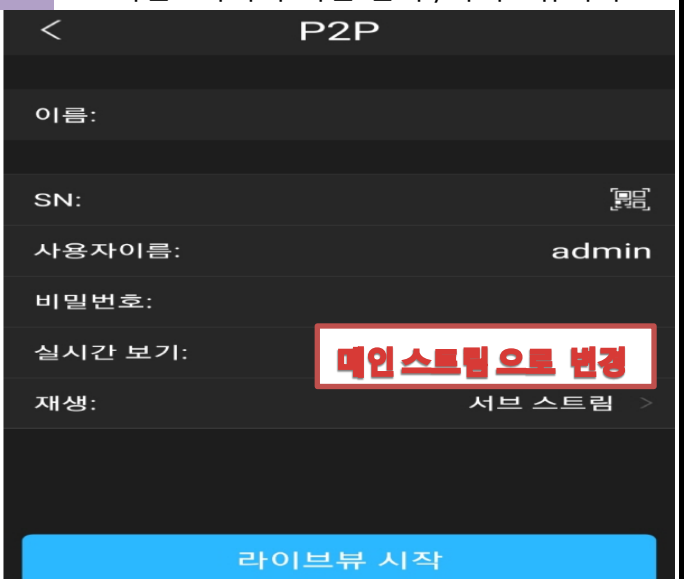 P2P
이름:
SN:
사용자이름: admin
비밀번호:
실시간 보기: 메인 스트림 으로 변경
재생: 서브 스트림 >
라이브뷰 시작